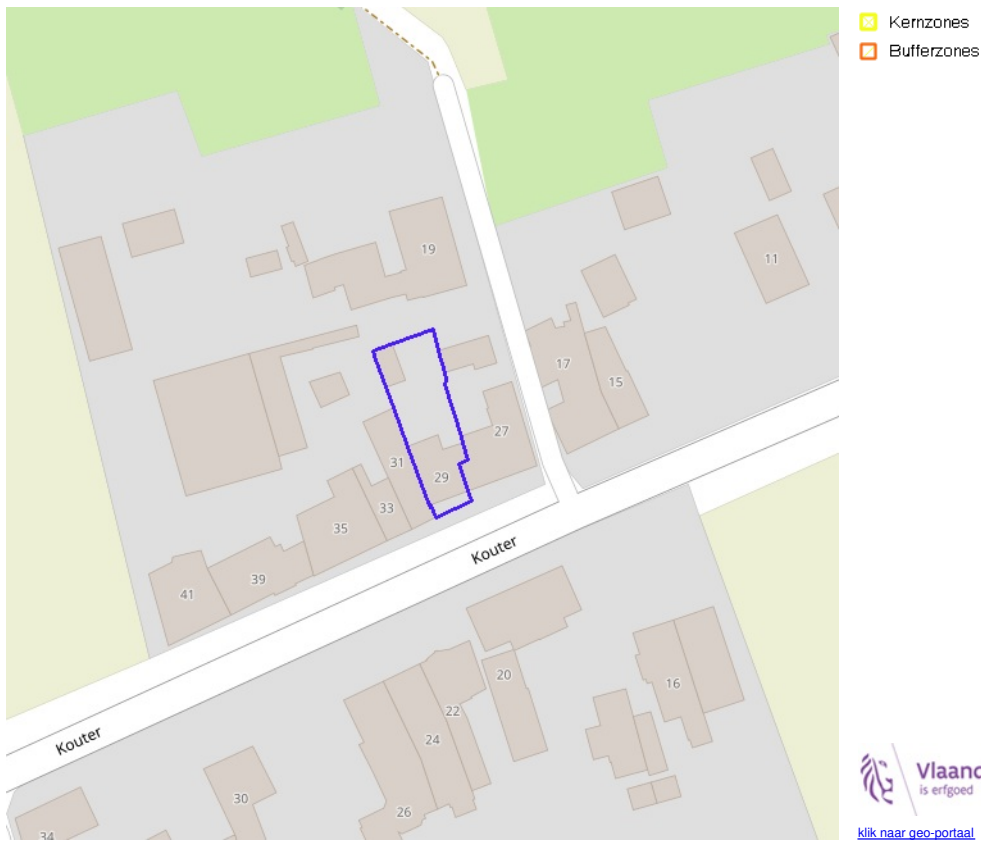 Kernzones
Bufferzones
19
11
17
15
27
31
29
33
35
Kouter
39
41
20
16
22
24
Kouter
30
26
34
Vlaand
is erfgoed
klik naar geo-portaal